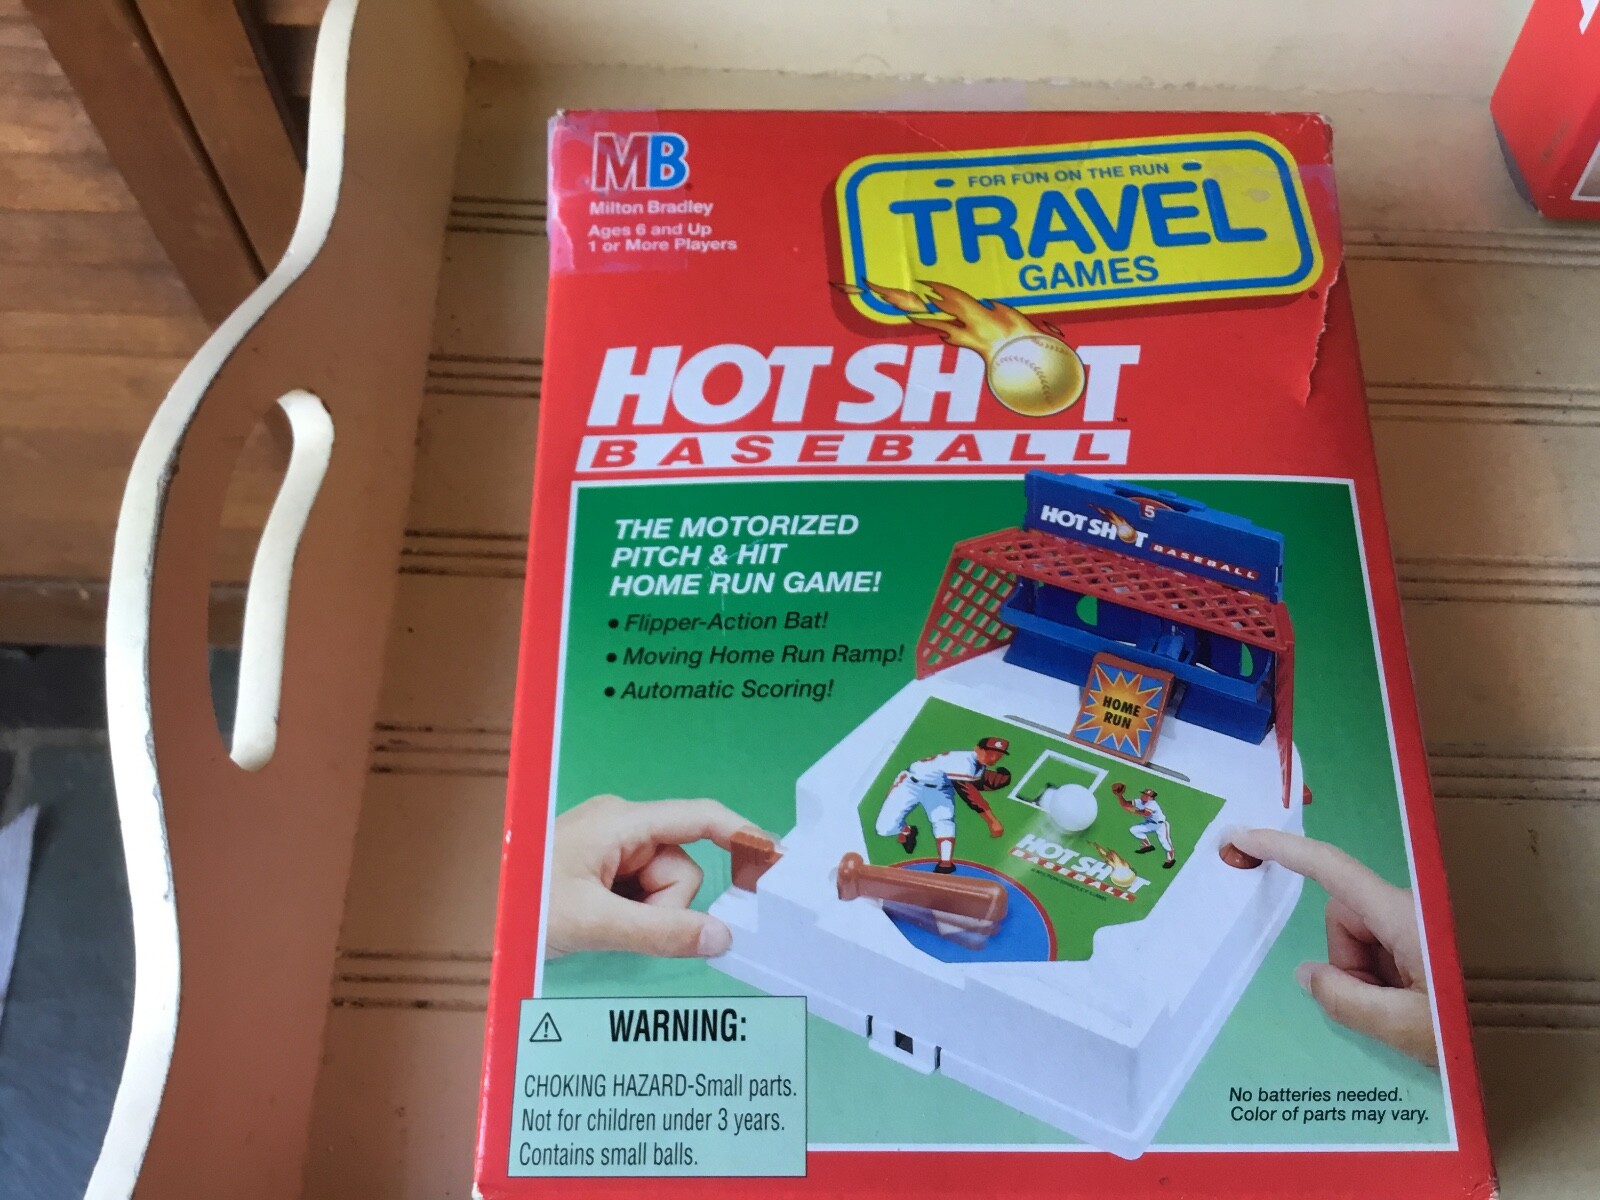 MB
Milton Bradley
Ages 6 and Up
1 or More Players
FOR FUN ON THE RUN
TRAVEL
GAMES
HOT SHOT
BASEBALL
THE MOTORIZED
PITCH & HIT
HOME RUN GAME!
• Flipper-Action Bat!
• Moving Home Run Ramp!
• Automatic Scoring!
5
HOT SHOT
BASEBALL
HOME
RUN
HOT SHOT
BASEBALL
WARNING:
CHOKING HAZARD-Small parts.
Not for children under 3 years.
Contains small balls.
No batteries needed.
Color of parts may vary.